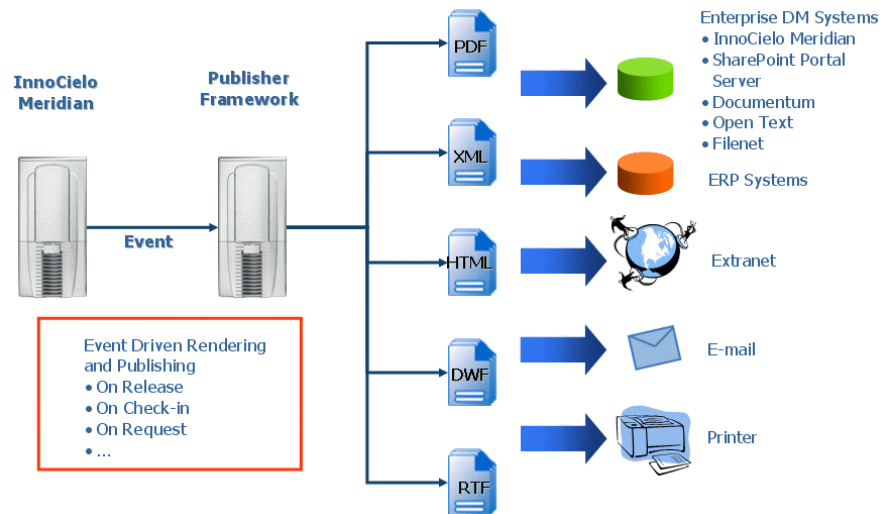 InnoCielo
Meridian
Publisher
Framework
Event
Event Driven Rendering
and Publishing
• On Release
• On Check-in
• On Request
• ...
PDF
XML
HTML
DWF
RTF
Enterprise DM Systems
• InnoCielo Meridian
• SharePoint Portal
Server
• Documentum
• Open Text
• Filenet
ERP Systems
Extranet
E-mail
Printer